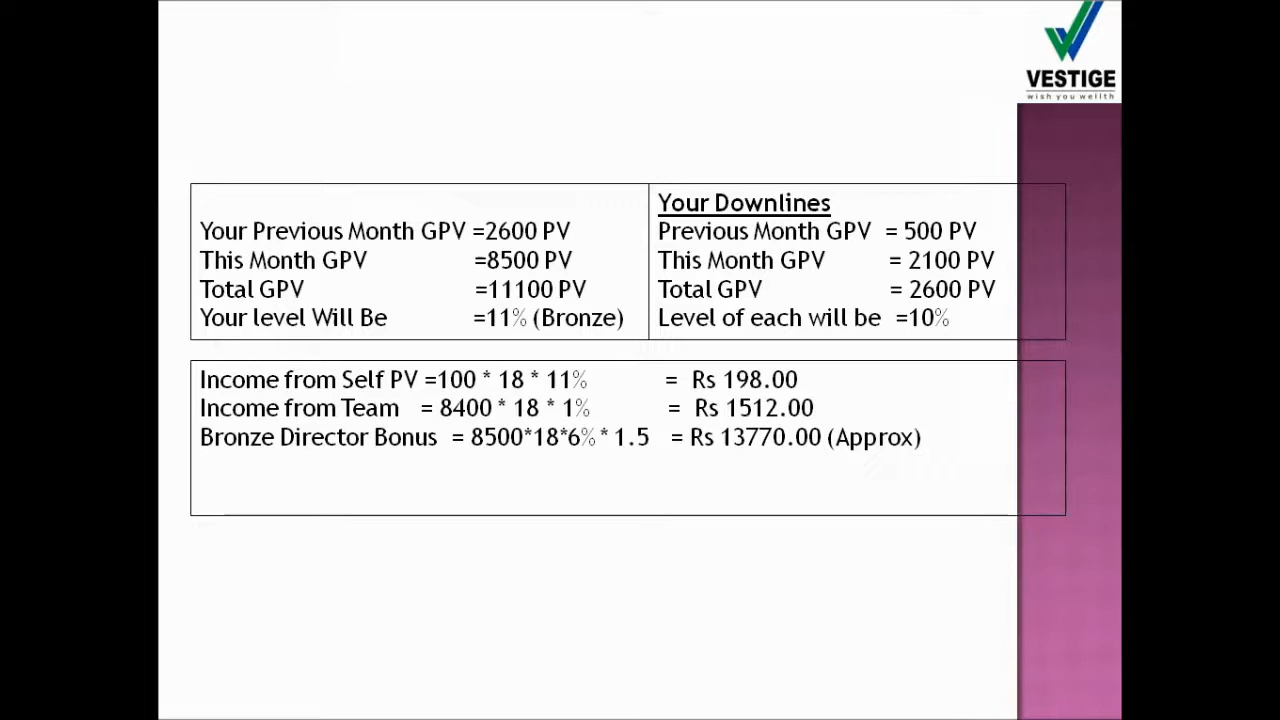 VESTIGE
wish you wellth
Your Previous Month GPV =2600 PV
This Month GPV =8500 PV
Total GPV =11100 PV
Your level Will Be =11% (Bronze)
Your Downlines
Previous Month GPV = 500 PV
This Month GPV = 2100 PV
Total GPV = 2600 PV
Level of each will be =10%
Income from Self PV =100 * 18 * 11% = Rs 198.00
Income from Team = 8400 * 18 * 1% = Rs 1512.00
Bronze Director Bonus = 8500*18*6% * 1.5 = Rs 13770.00 (Approx)